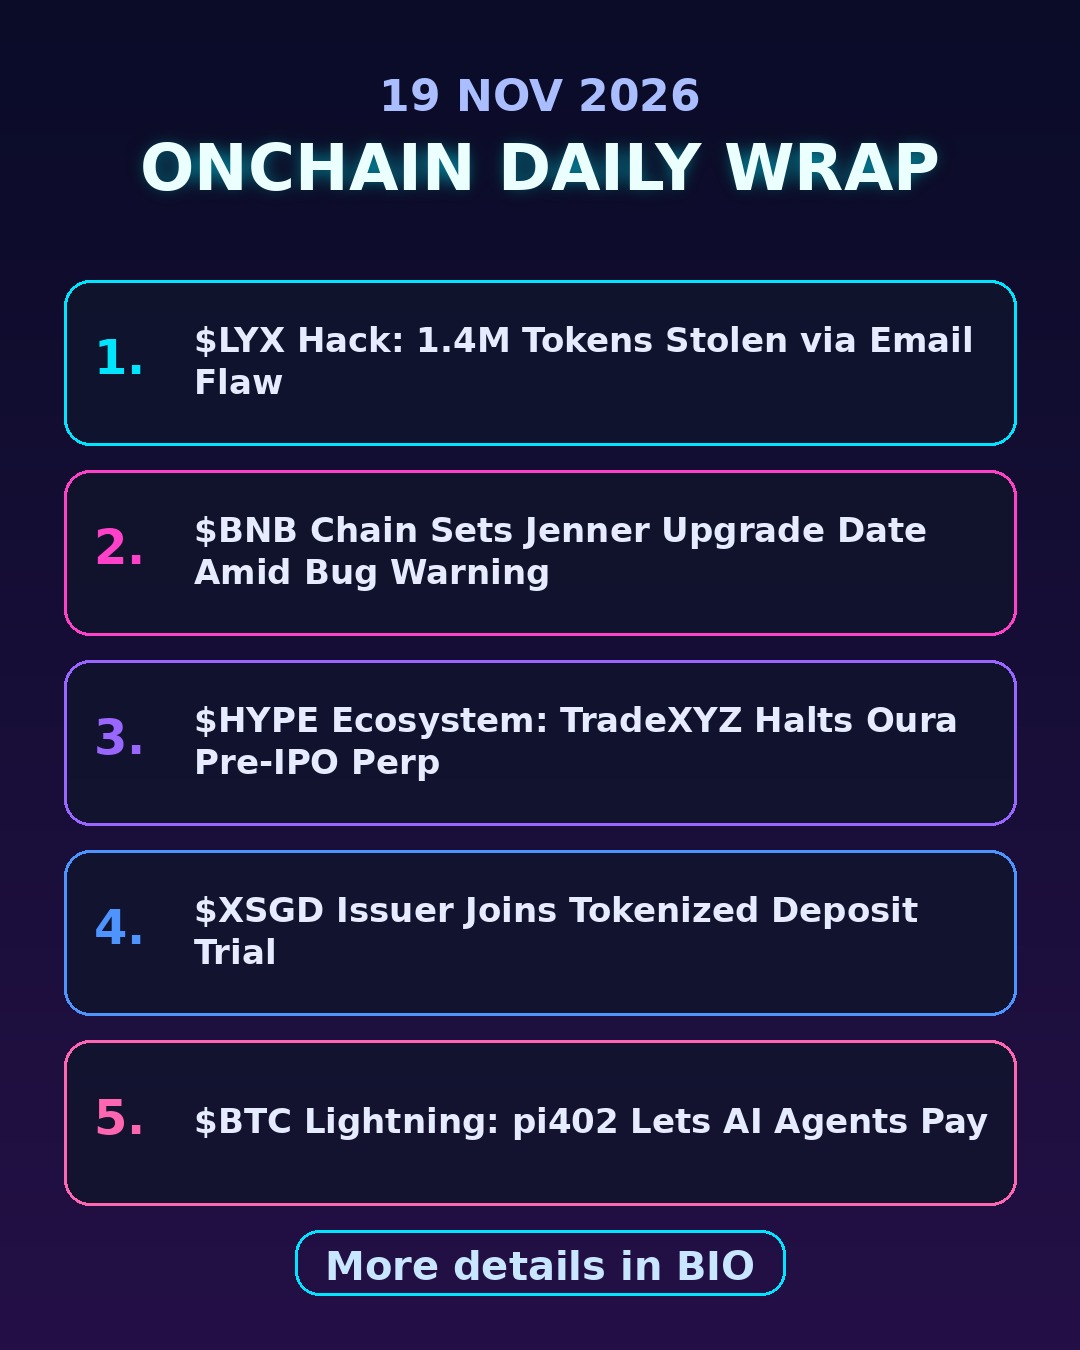 19 NOV 2026
ONCHAIN DAILY WRAP
1.
$LYX Hack: 1.4M Tokens Stolen via Email
Flaw
2.
$BNB Chain Sets Jenner Upgrade Date
Amid Bug Warning
3.
$HYPE Ecosystem: TradeXYZ Halts Oura
Pre-IPO Perp
4.
$XSGD Issuer Joins Tokenized Deposit
Trial
5.
$BTC Lightning: pi402 Lets AI Agents Pay
More details in BIO